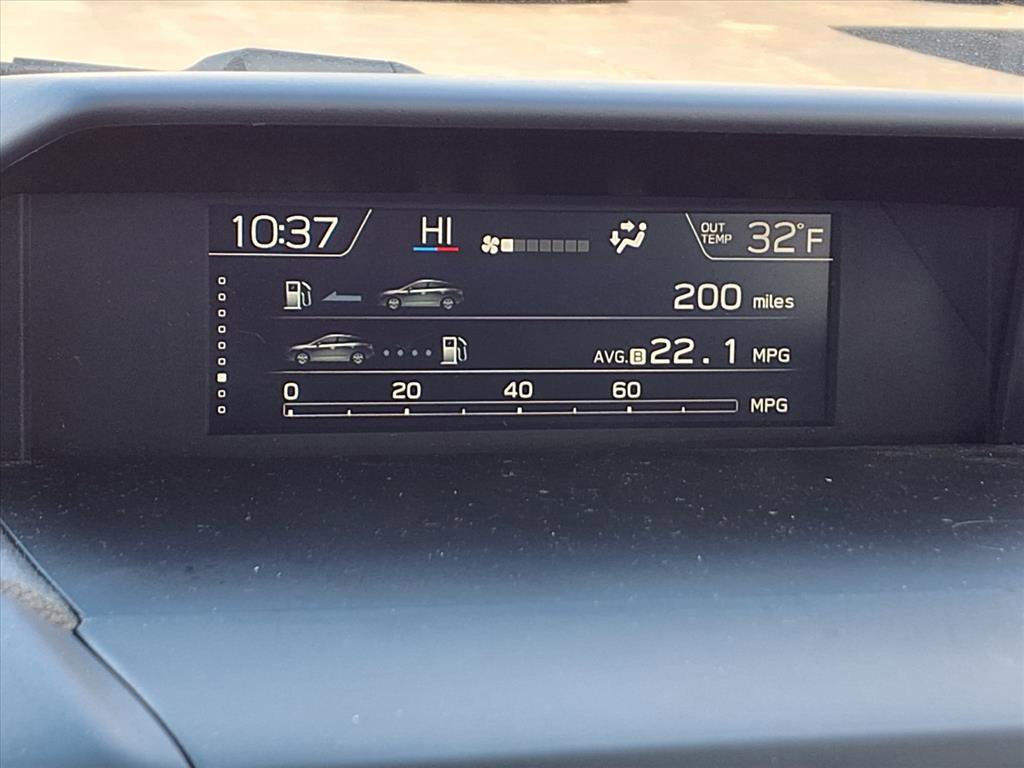 10:37 HI OUT TEMP 32°F
200 miles
AVG. B 22.1 MPG
0 20 40 60
MPG